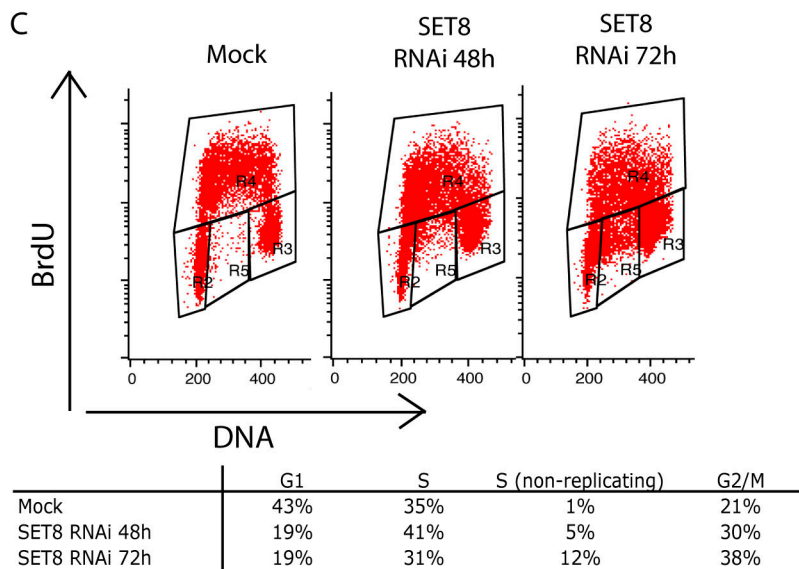 C
Mock
SET8
RNAi 48h
SET8
RNAi 72h
BrdU
R4
R3
R5
R2
0 200 400
R4
R3
R5
R2
0 200 400
R4
R3
R5
R2
0 200 400
DNA
G1 S S (non-replicating) G2/M
Mock 43% 35% 1% 21%
SET8 RNAi 48h 19% 41% 5% 30%
SET8 RNAi 72h 19% 31% 12% 38%